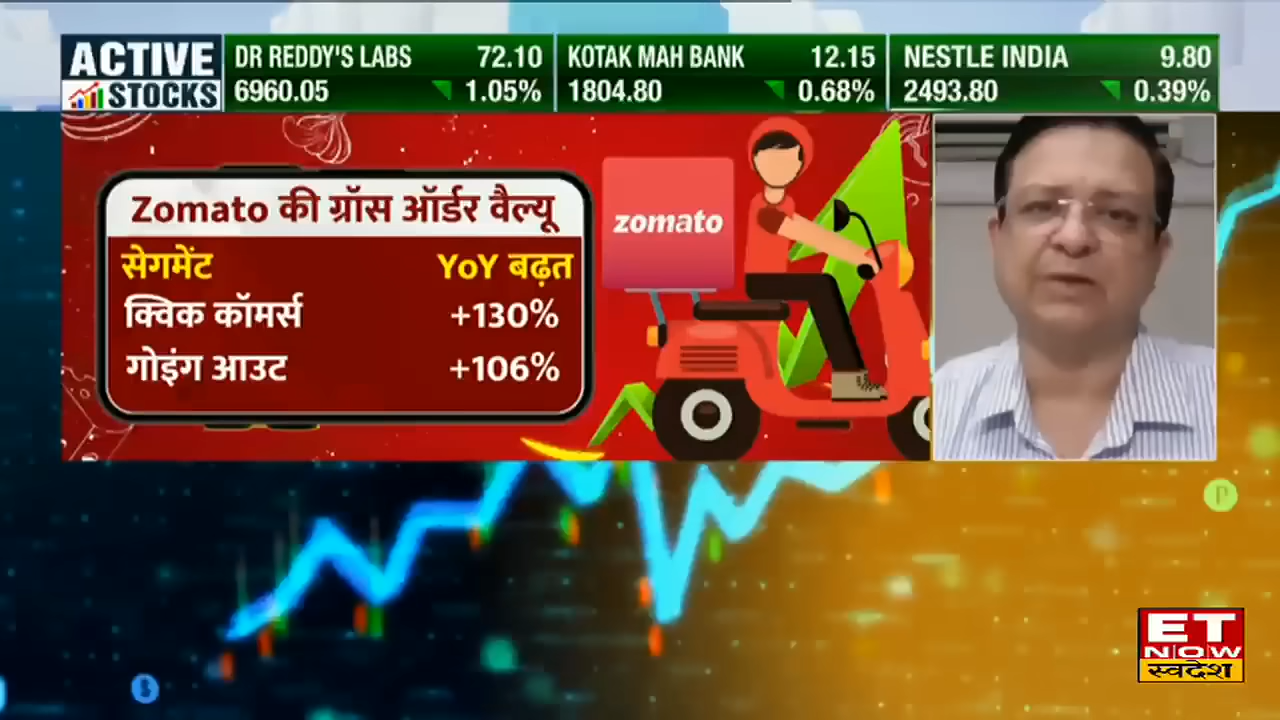 ACTIVE
STOCKS
DR REDDY'S LABS 72.10
6960.05 1.05%
KOTAK MAH BANK 12.15
1804.80 0.68%
NESTLE INDIA 9.80
2493.80 0.39%
Zomato की ग्रॉस ऑर्डर वैल्यू
सेगमेंट YoY बढ़त
क्विक कॉमर्स +130%
गोइंग आउट +106%
zomato
P
$
ET
NOW
स्वदेश